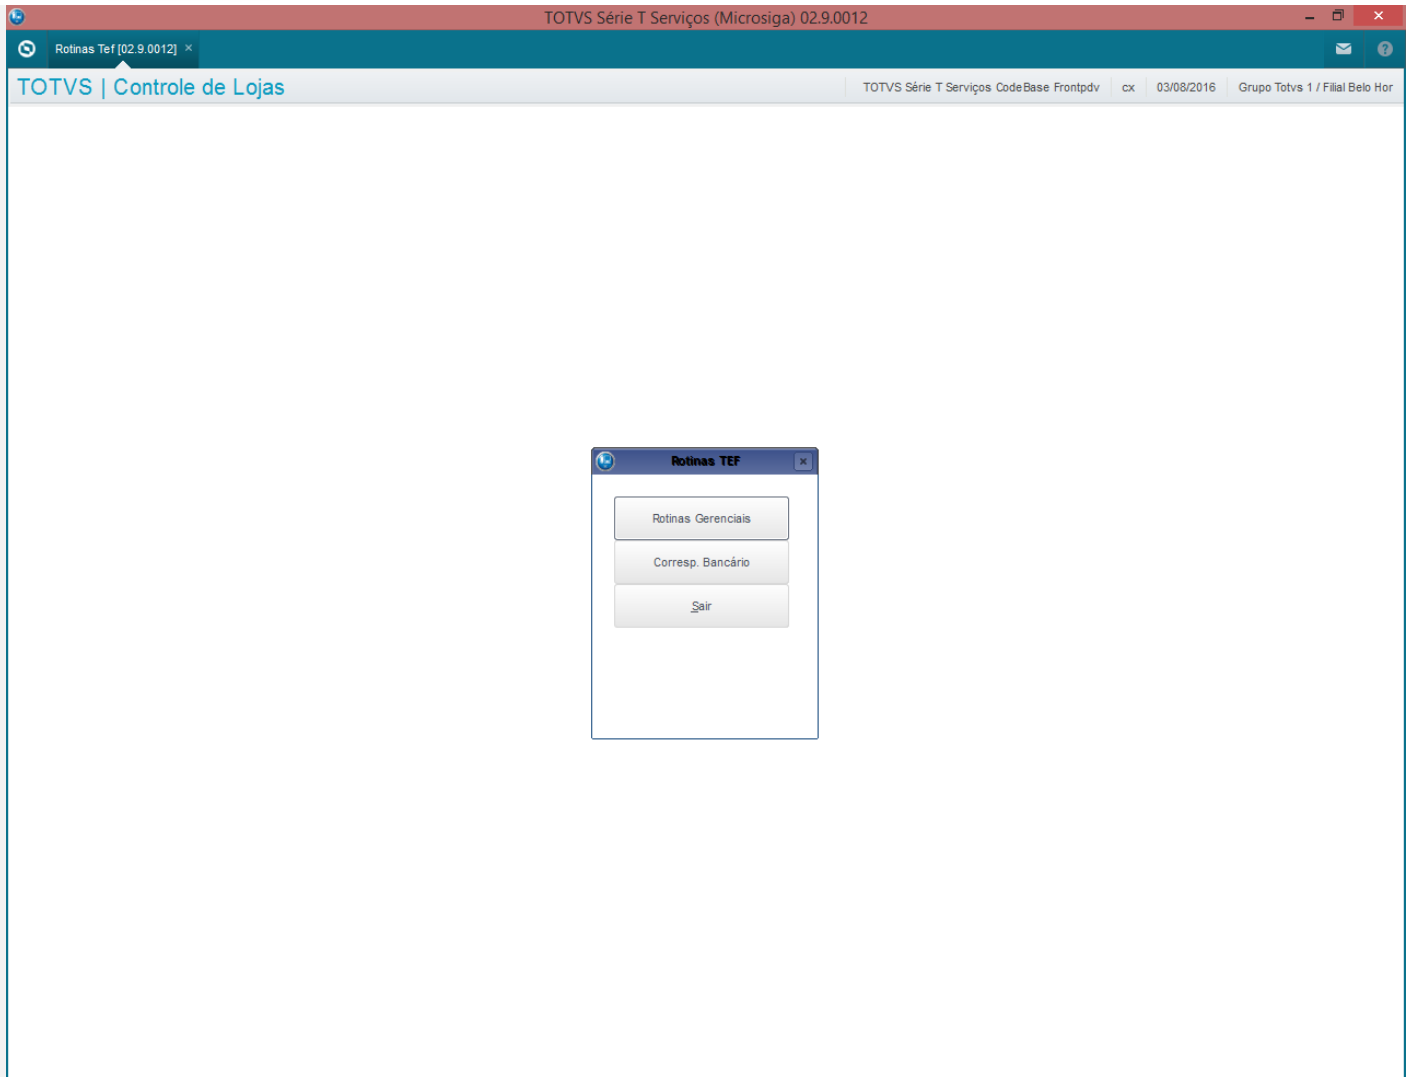 TOTVS Série T Serviços (Microsiga) 02.9.0012
Rotinas Tef [02.9.0012]
TOTVS | Controle de Lojas
TOTVS Série T Serviços CodeBase Frontpdv cx 03/08/2016 Grupo Totvs 1 / Filial Belo Hor
Rotinas TEF
Rotinas Gerenciais
Corresp. Bancário
Sair